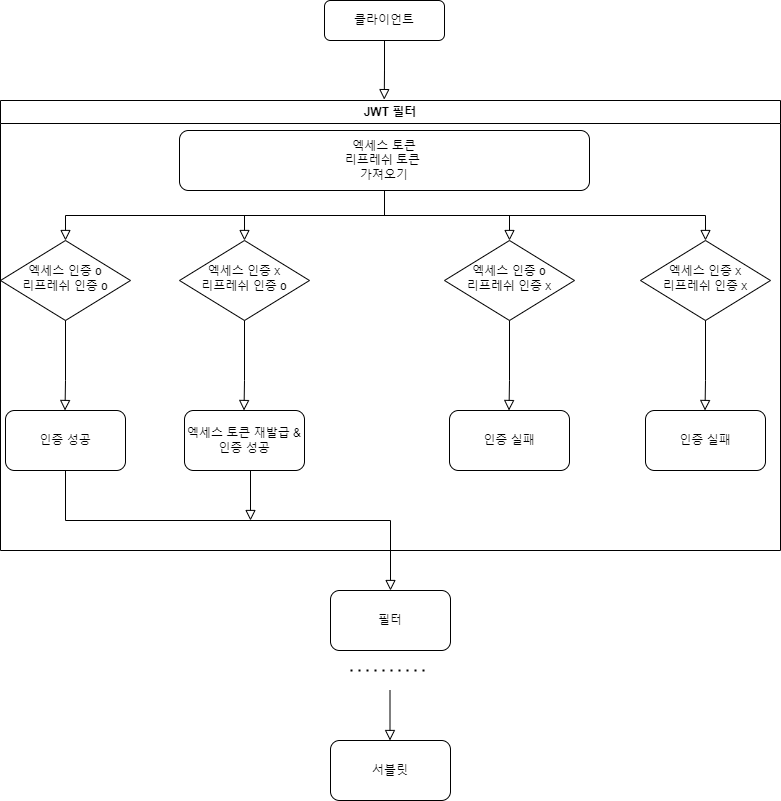 클라이언트
JWT 필터
엑세스 토큰
리프레쉬 토큰
가져오기
엑세스 인증 o
리프레쉬 인증 o
엑세스 인증 x
리프레쉬 인증 o
엑세스 인증 o
리프레쉬 인증 x
엑세스 인증 x
리프레쉬 인증 x
인증 성공
엑세스 토큰 재발급 &
인증 성공
인증 실패
인증 실패
필터
..........
서블릿